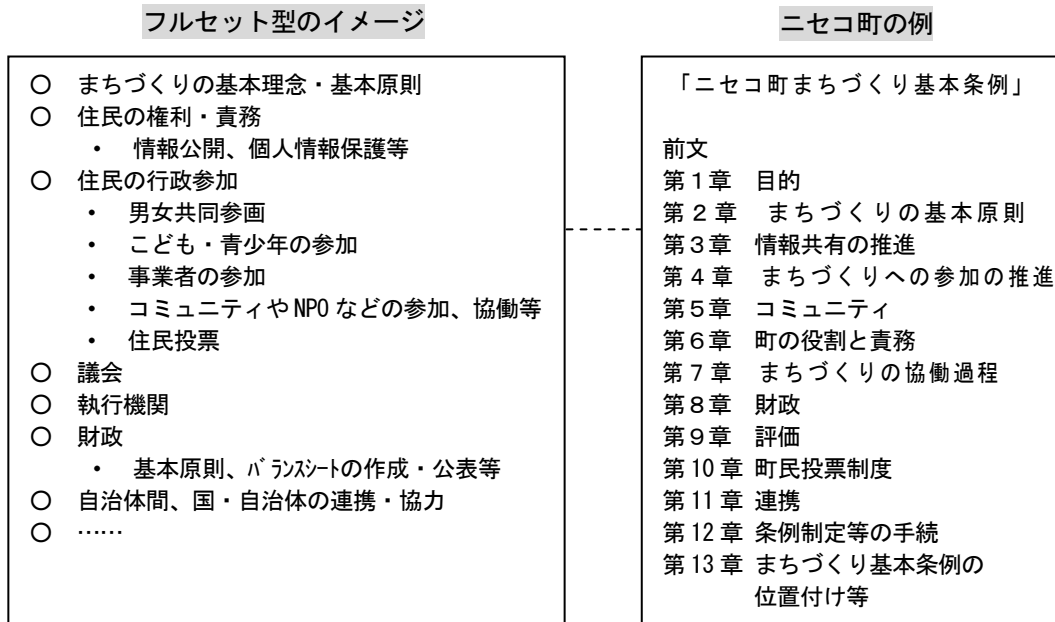 フルセット型のイメージ
○ まちづくりの基本理念・基本原則
○ 住民の権利・責務
・ 情報公開、個人情報保護等
○ 住民の行政参加
・ 男女共同参画
・ こども・青少年の参加
・ 事業者の参加
・ コミュニティやNPOなどの参加、協働等
・ 住民投票
○ 議会
○ 執行機関
○ 財政
・ 基本原則、バランスシートの作成・公表等
○ 自治体間、国・自治体の連携・協力
○ ……
ニセコ町の例
「ニセコ町まちづくり基本条例」
前文
第1章 目的
第2章 まちづくりの基本原則
第3章 情報共有の推進
第4章 まちづくりへの参加の推進
第5章 コミュニティ
第6章 町の役割と責務
第7章 まちづくりの協働過程
第8章 財政
第9章 評価
第10章 町民投票制度
第11章 連携
第12章 条例制定等の手続
第13章 まちづくり基本条例の
位置付け等